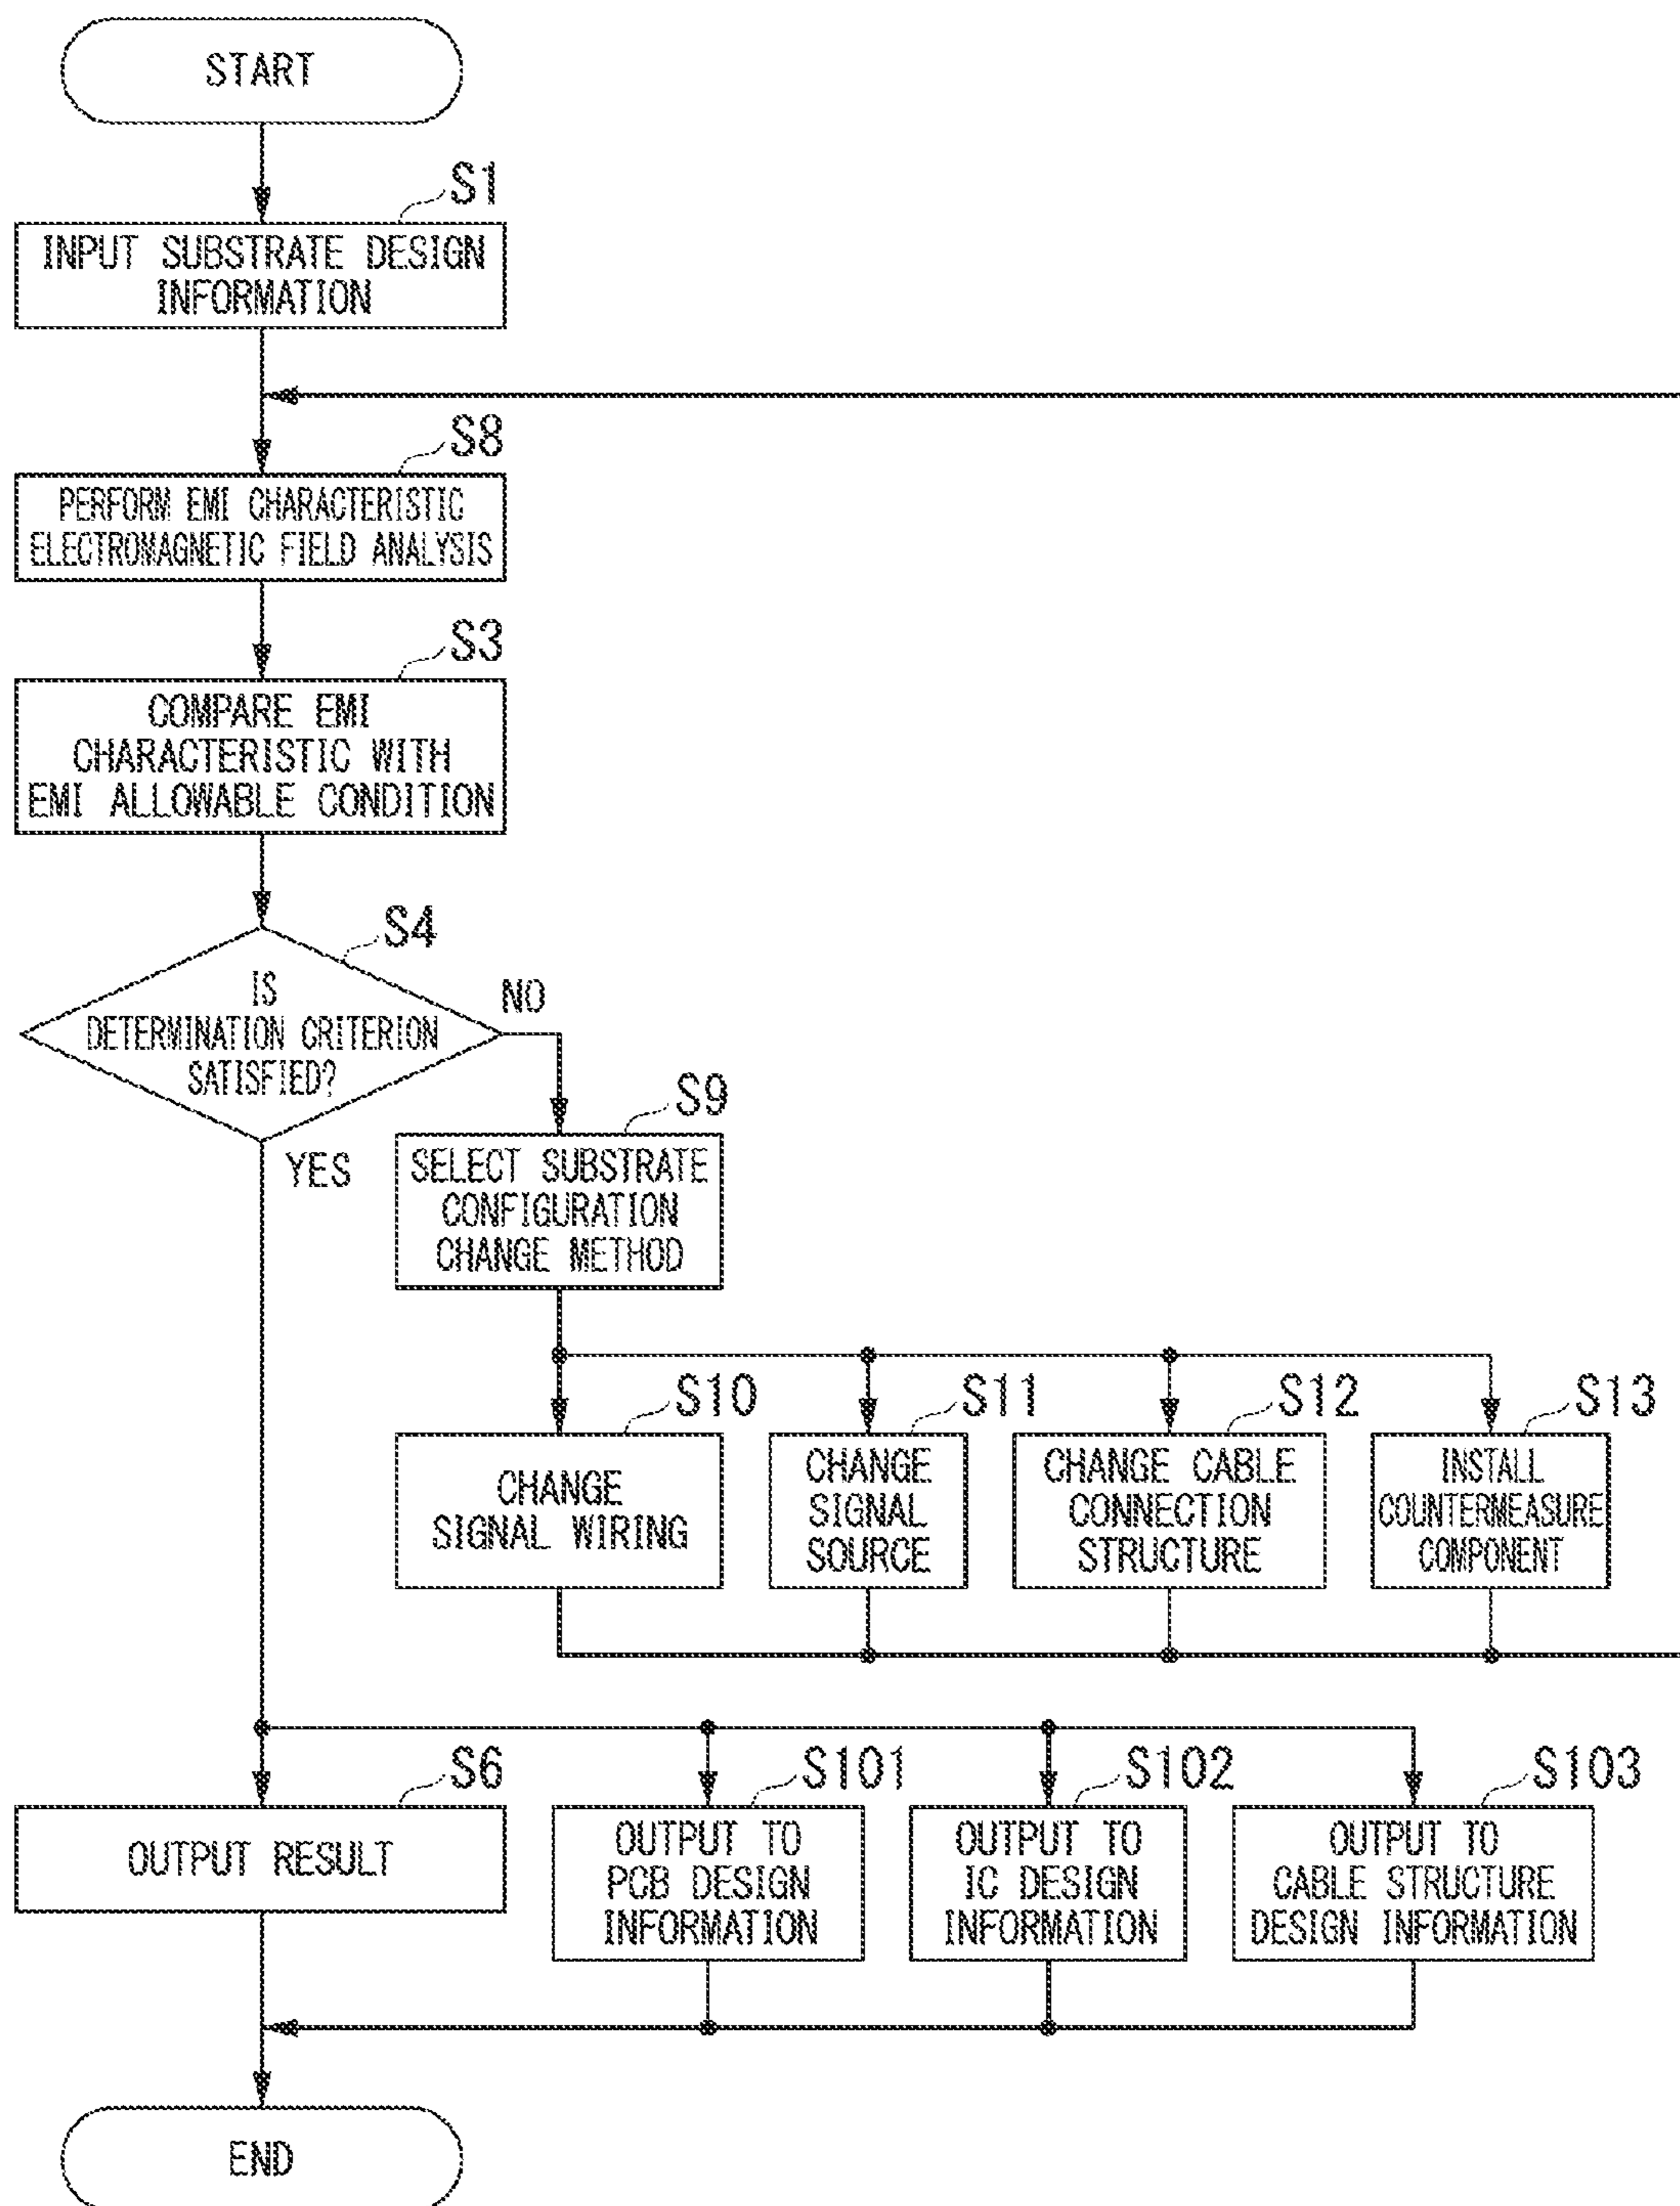 START
S1
INPUT SUBSTRATE DESIGN
INFORMATION
S8
PERFORM EMI CHARACTERISTIC
ELECTROMAGNETIC FIELD ANALYSIS
S3
COMPARE EMI
CHARACTERISTIC WITH
EMI ALLOWABLE CONDITION
S4
IS
DETERMINATION CRITERION
SATISFIED?
NO
YES
S9
SELECT SUBSTRATE
CONFIGURATION
CHANGE METHOD
S10
CHANGE
SIGNAL WIRING
S11
CHANGE
SIGNAL
SOURCE
S12
CHANGE CABLE
CONNECTION
STRUCTURE
S13
INSTALL
COUNTERMEASURE
COMPONENT
S6
OUTPUT RESULT
S101
OUTPUT TO
PCB DESIGN
INFORMATION
S102
OUTPUT TO
IC DESIGN
INFORMATION
S103
OUTPUT TO
CABLE STRUCTURE
DESIGN INFORMATION
END